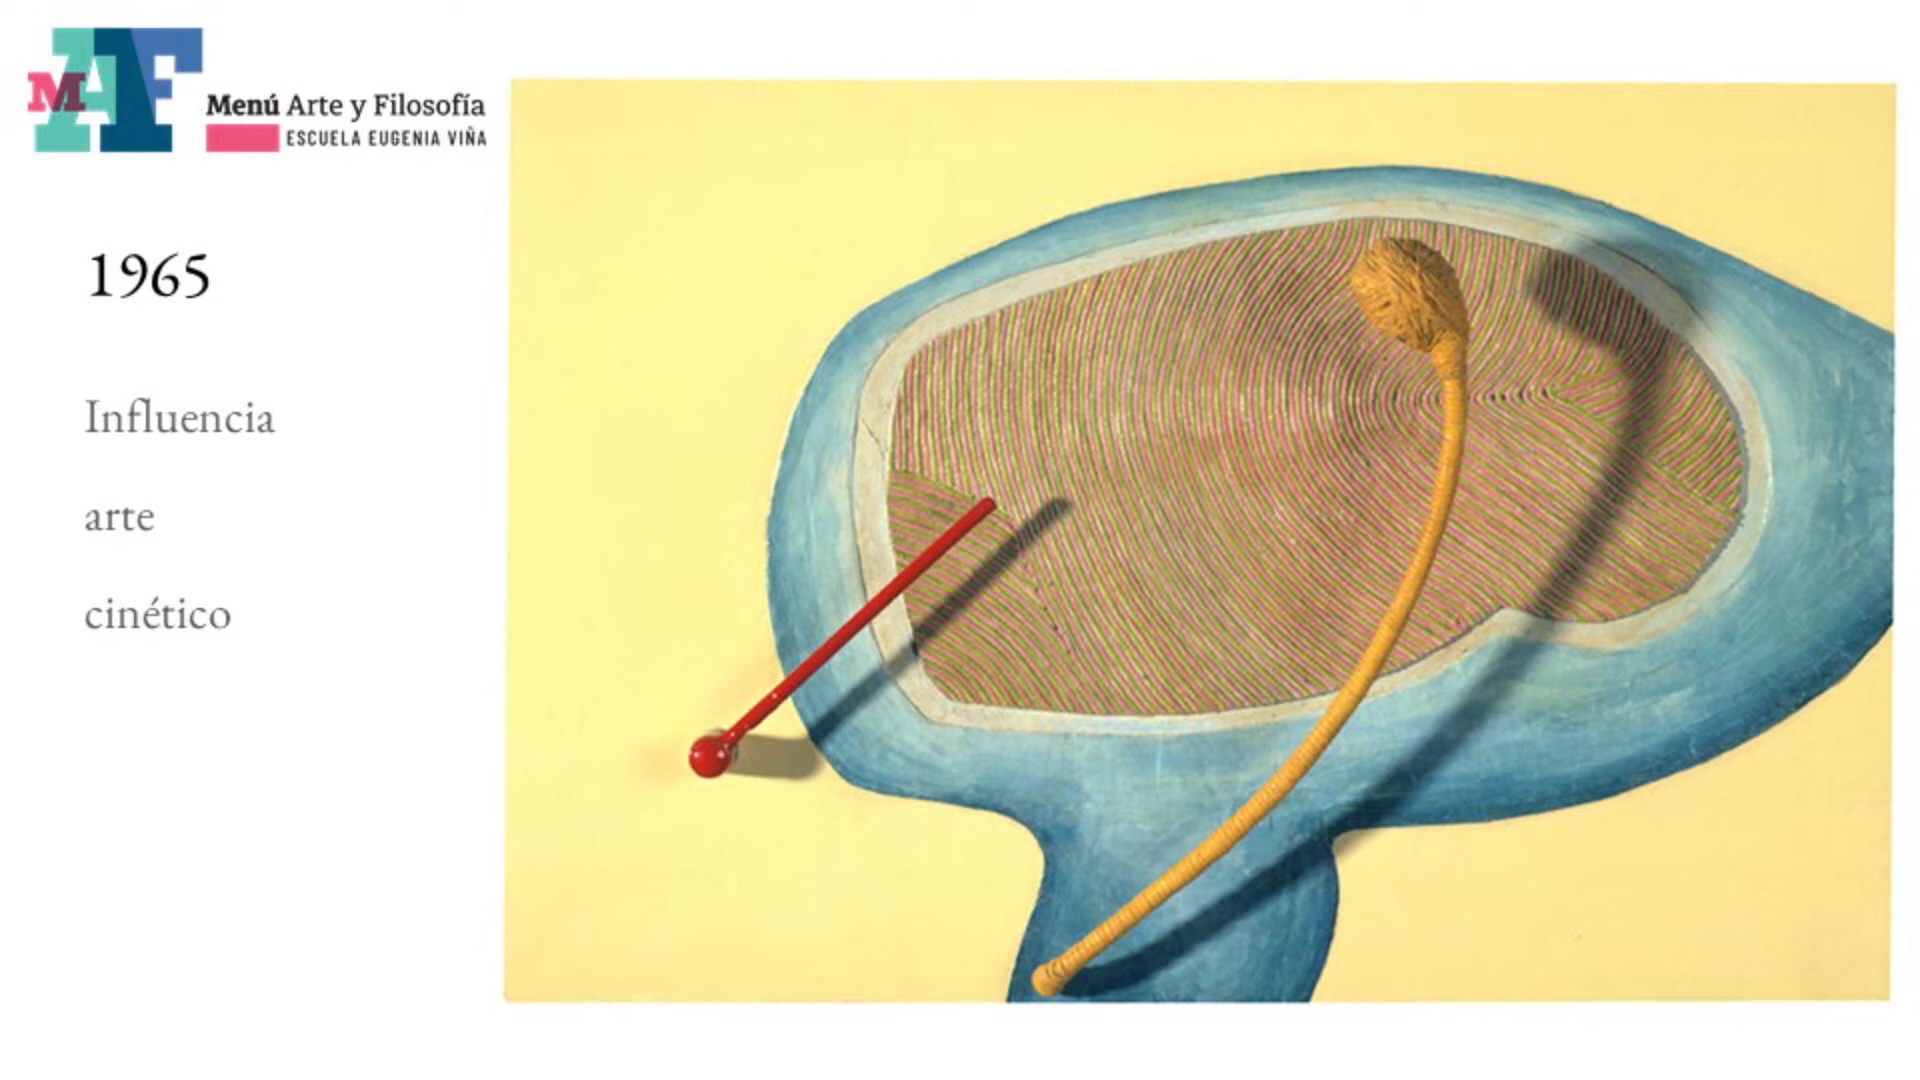 MAF
Menú Arte y Filosofía
ESCUELA EUGENIA VIÑA
1965
Influencia
arte
cinético